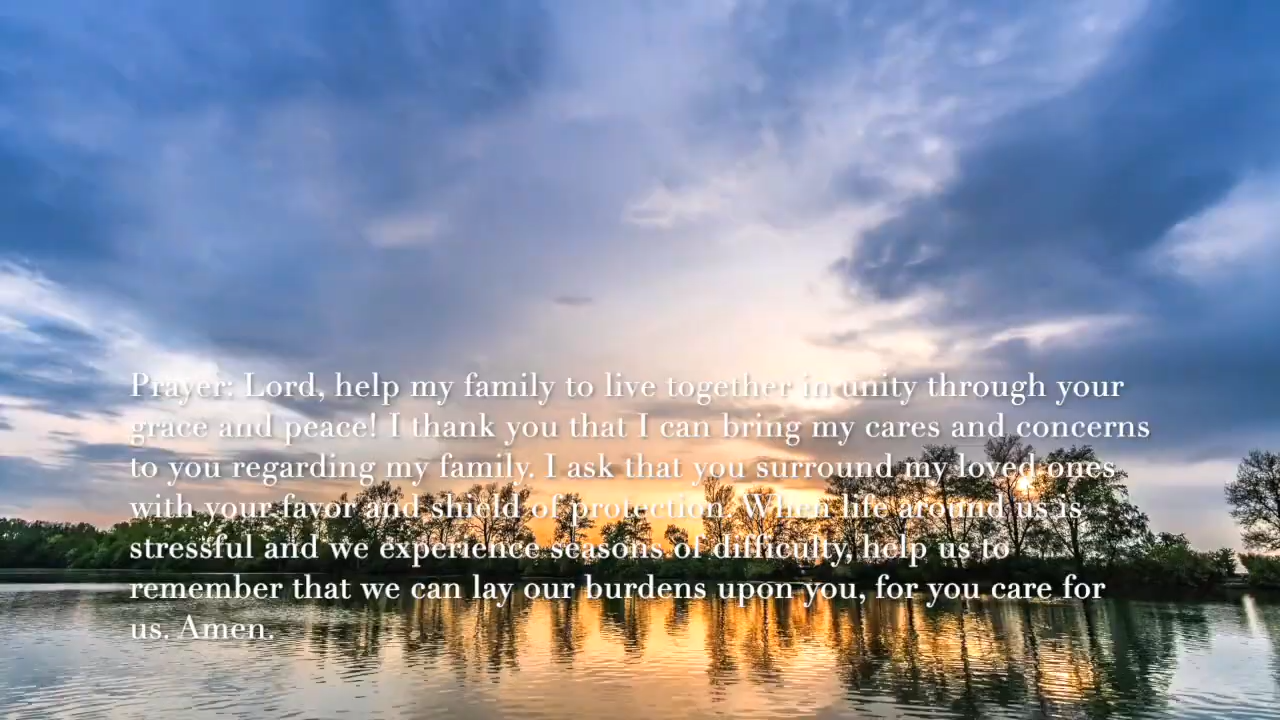 Prayer: Lord, help my family to live together in unity through your
grace and peace! I thank you that I can bring my cares and concerns
to you regarding my family. I ask that you surround my loved ones
with your favor and shield of protection. When life around us is
stressful and we experience seasons of difficulty, help us to
remember that we can lay our burdens upon you, for you care for
us. Amen.